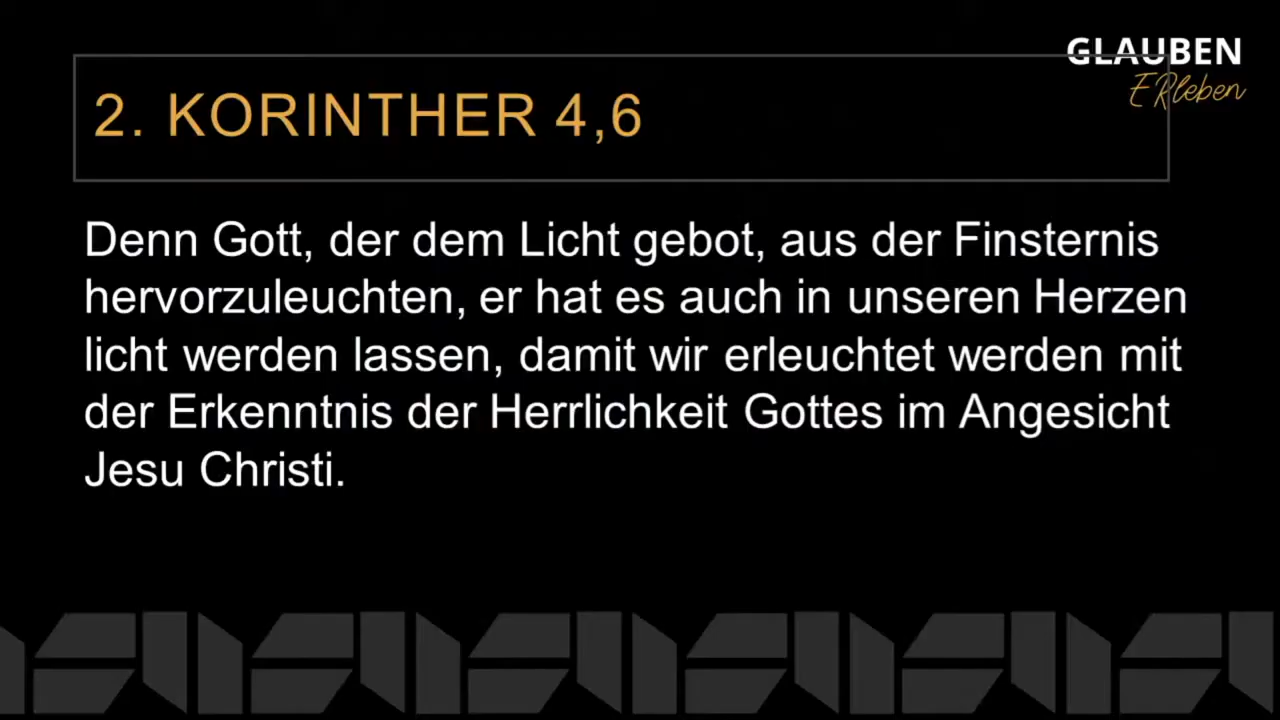 GLAUBEN
ERleben
2. KORINTHER 4,6
Denn Gott, der dem Licht gebot, aus der Finsternis
hervorzuleuchten, er hat es auch in unseren Herzen
licht werden lassen, damit wir erleuchtet werden mit
der Erkenntnis der Herrlichkeit Gottes im Angesicht
Jesu Christi.